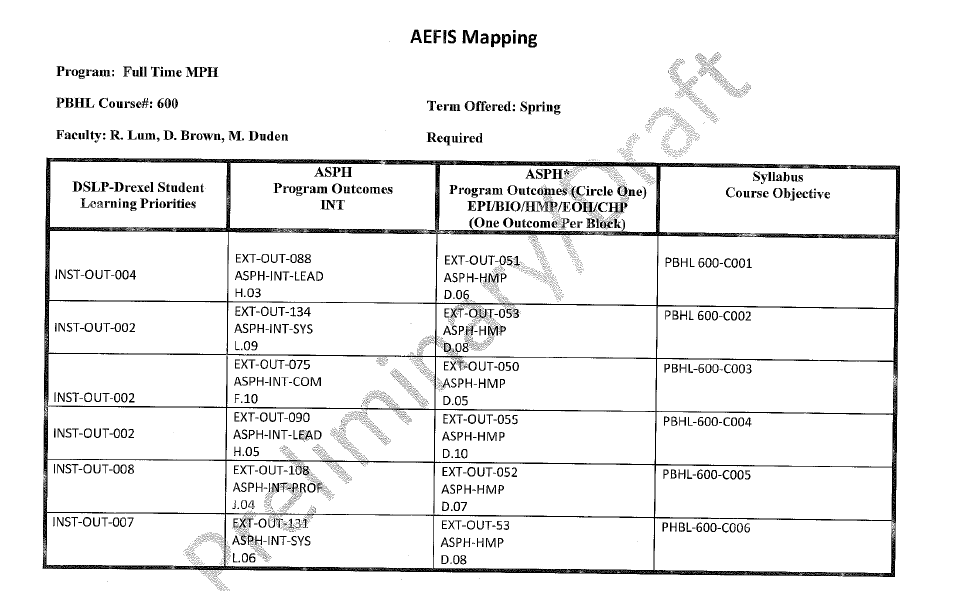 AEFIS Mapping
Program: Full Time MPH
PBHL Course#: 600
Term Offered: Spring
Faculty: R. Lum, D. Brown, M. Duden
Required
DSLP-Drexel Student
Learning Priorities
ASPH
Program Outcomes
INT
ASPH*
Program Outcomes (Circle One)
EPI/BIO/HMP/EOH/CHP
(One Outcome Per Block)
Syllabus
Course Objective
INST-OUT-004
EXT-OUT-088
ASPH-INT-LEAD
H.03
EXT-OUT-051
ASPH-HMP
D.06
PBHL 600-C001
INST-OUT-002
EXT-OUT-134
ASPH-INT-SYS
L.09
EXT-OUT-053
ASPH-HMP
D.08
PBHL 600-C002
INST-OUT-002
EXT-OUT-075
ASPH-INT-COM
F.10
EXT-OUT-050
ASPH-HMP
D.05
PBHL-600-C003
INST-OUT-002
EXT-OUT-090
ASPH-INT-LEAD
H.05
EXT-OUT-055
ASPH-HMP
D.10
PBHL-600-C004
INST-OUT-008
EXT-OUT-108
ASPH-INT-PROF
J.04
EXT-OUT-052
ASPH-HMP
D.07
PBHL-600-C005
INST-OUT-007
EXT-OUT-131
ASPH-INT-SYS
L.06
EXT-OUT-53
ASPH-HMP
D.08
PHBL-600-C006
Preliminary/Draft